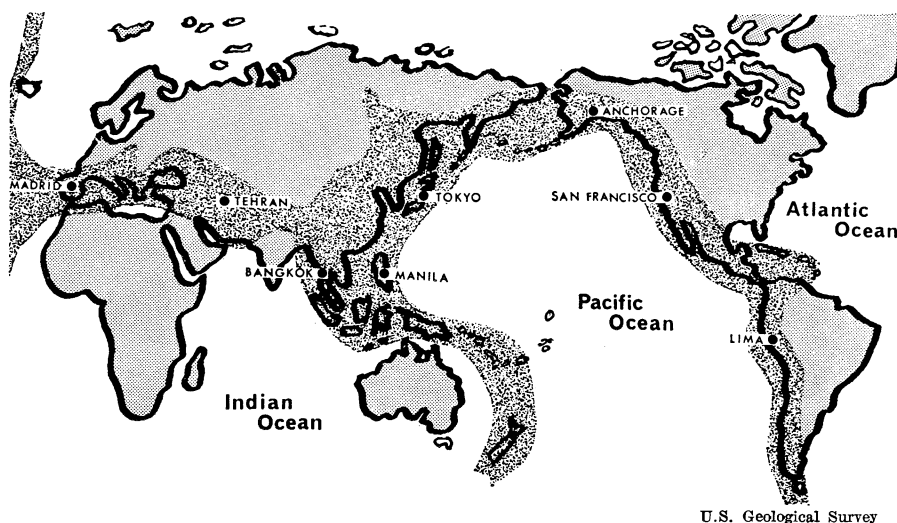 ANCHORAGE
MADRID
TEHRAN
TOKYO
SAN FRANCISCO
Atlantic
Ocean
BANGKOK
MANILA
Pacific
Ocean
LIMA
Indian
Ocean
U.S. Geological Survey